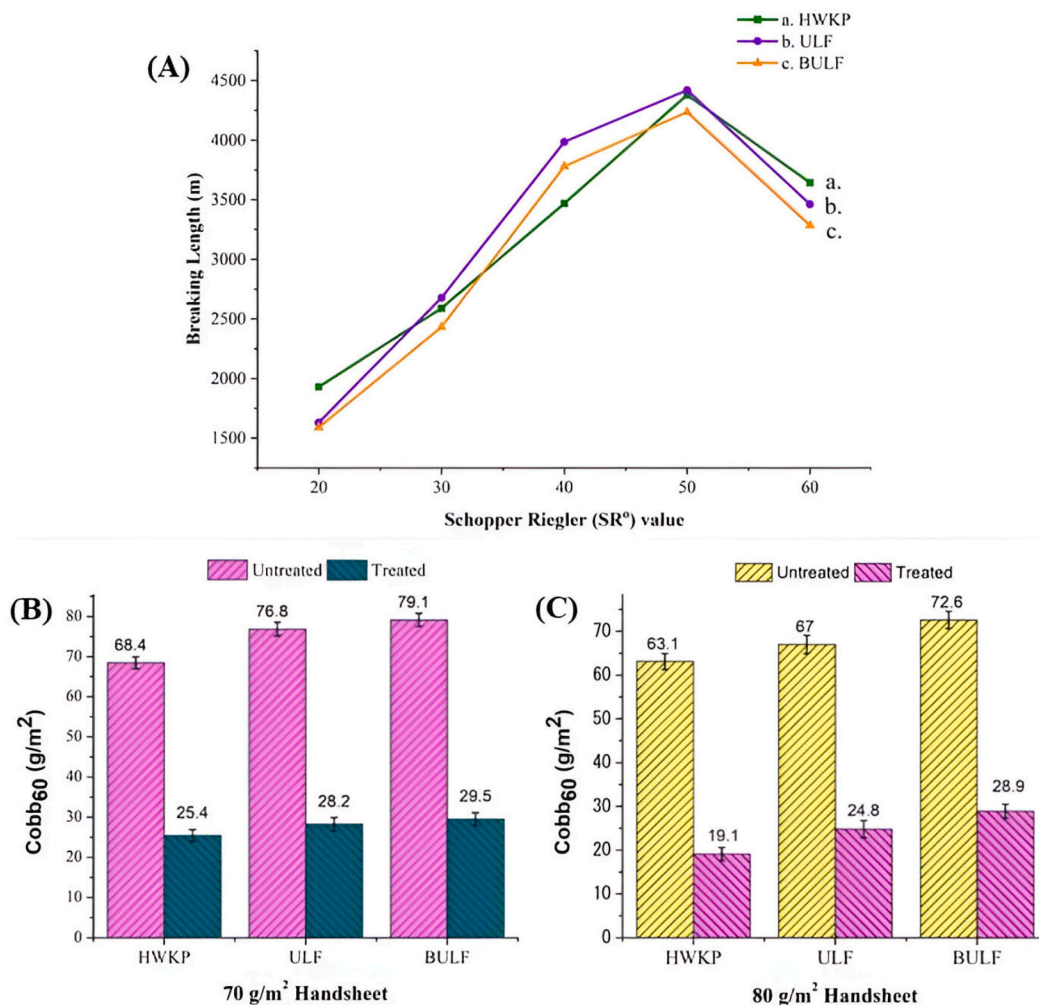 a. HWKP
b. ULF
c. BULF
(A)
4500
4000
3500
3000
2500
2000
1500
Breaking Length (m)
a.
b.
c.
20 30 40 50 60
Schopper Riegler (SRº) value
(B)
Untreated Treated
80
70
60
50
40
30
20
10
0
Cobb60 (g/m²)
68.4 25.4 76.8 28.2 79.1 29.5
HWKP ULF BULF
70 g/m² Handsheet
(C)
Untreated Treated
70
60
50
40
30
20
10
0
Cobb60 (g/m²)
63.1 19.1 67 24.8 72.6 28.9
HWKP ULF BULF
80 g/m² Handsheet